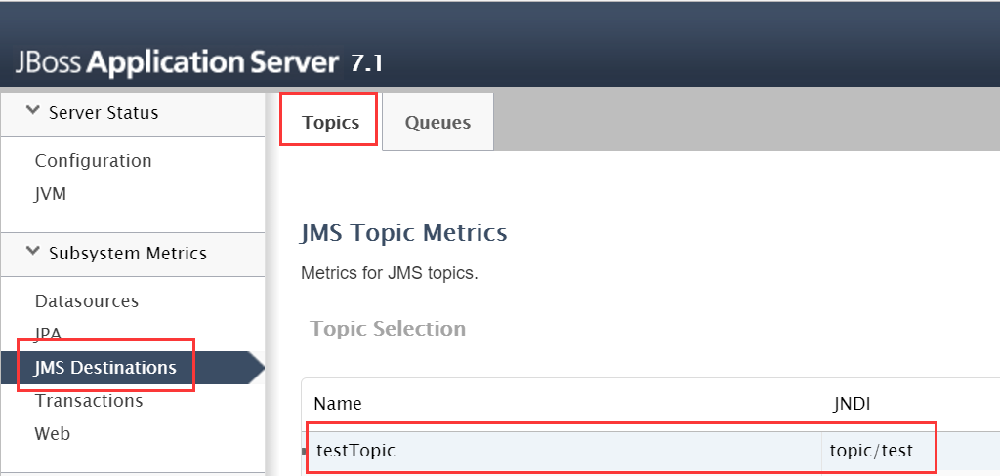 JBoss Application Server 7.1
Server Status
Configuration
JVM
Subsystem Metrics
Datasources
JPA
JMS Destinations
Transactions
Web
Topics
Queues
JMS Topic Metrics
Metrics for JMS topics.
Topic Selection
Name JNDI
testTopic topic/test